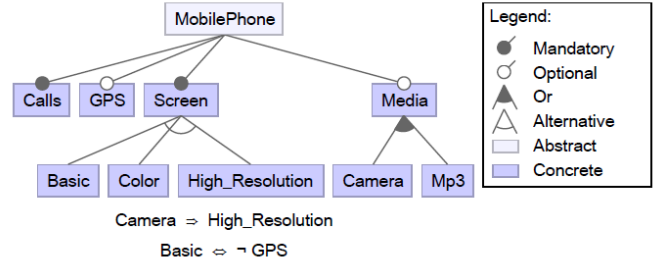 MobilePhone
Legend:
Mandatory
Optional
Or
Alternative
Abstract
Concrete
Calls GPS Screen Media
Basic Color High_Resolution Camera Mp3
Camera ⇒ High_Resolution
Basic ⇔ ¬ GPS